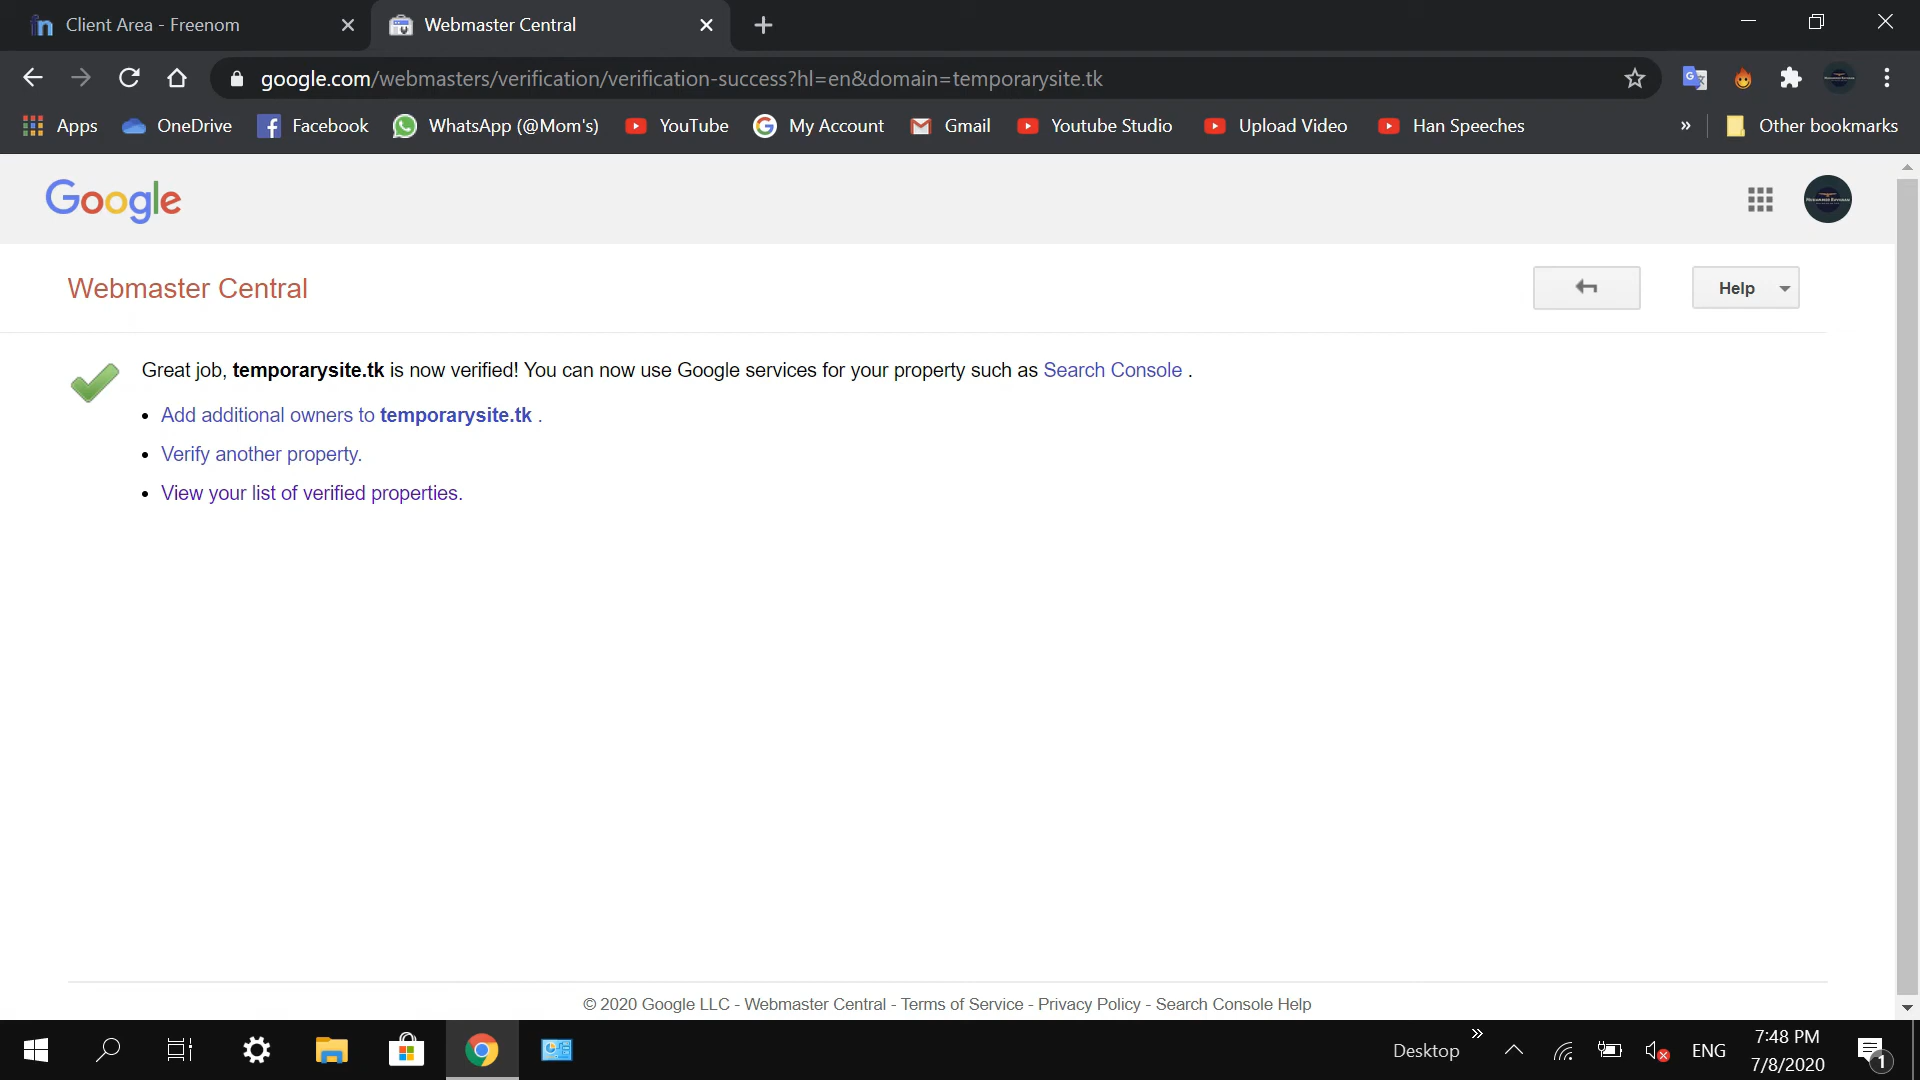 Client Area - Freenom
Webmaster Central
google.com/webmasters/verification/verification-success?hl=en&domain=temporarysite.tk
Apps
OneDrive
Facebook
WhatsApp (@Mom's)
YouTube
My Account
Gmail
Youtube Studio
Upload Video
Han Speeches
»
Other bookmarks
Google
Webmaster Central
Help
Great job, temporarysite.tk is now verified! You can now use Google services for your property such as Search Console .
• Add additional owners to temporarysite.tk .
• Verify another property.
• View your list of verified properties.
© 2020 Google LLC - Webmaster Central - Terms of Service - Privacy Policy - Search Console Help
Desktop
»
ENG
7:48 PM
7/8/2020
1